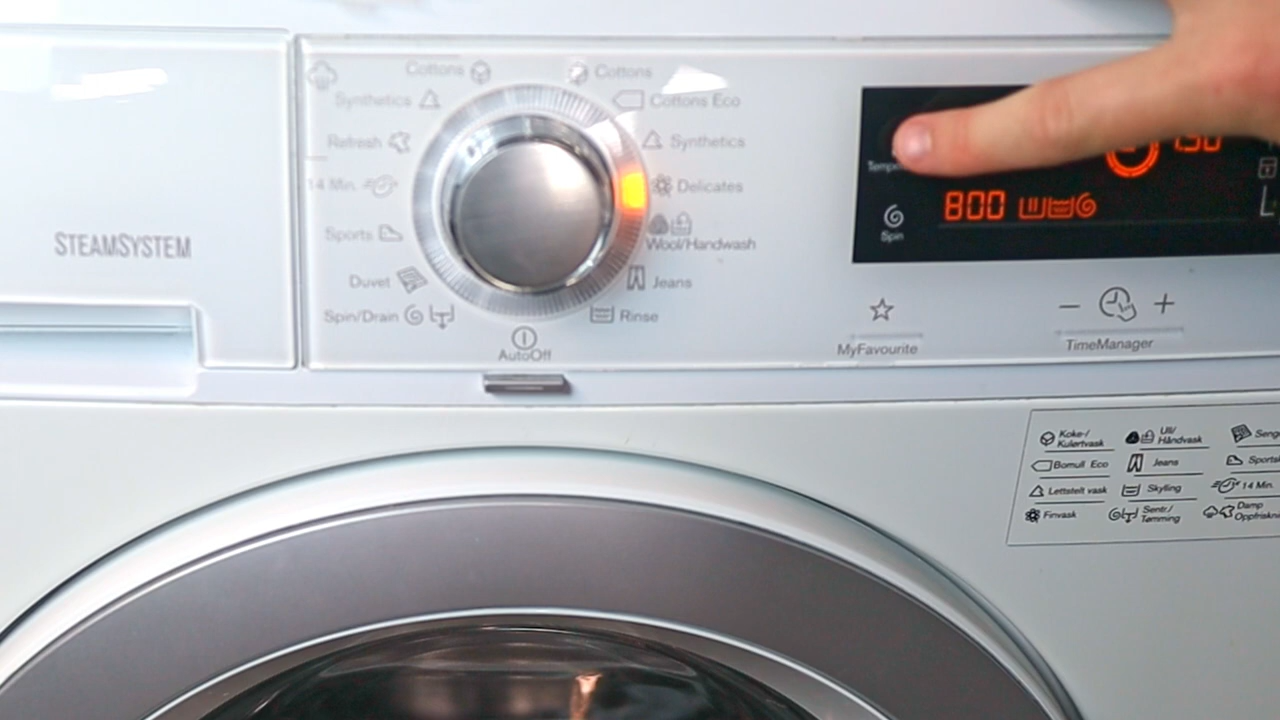 STEAMSYSTEM
Cottons
Synthetics
Refresh
14 Min.
Sports
Duvet
Spin/Drain
AutoOff
Cottons
Cottons Eco
Synthetics
Delicates
Wool/Handwash
Jeans
Rinse
800
Spin
MyFavourite
− +
TimeManager
Koke-/
Kulørtvask
Bomull Eco
Lettstelt vask
Finvask
Ull/
Håndvask
Jeans
Skylling
Sentr./
Tømming
14 Min.
Damp